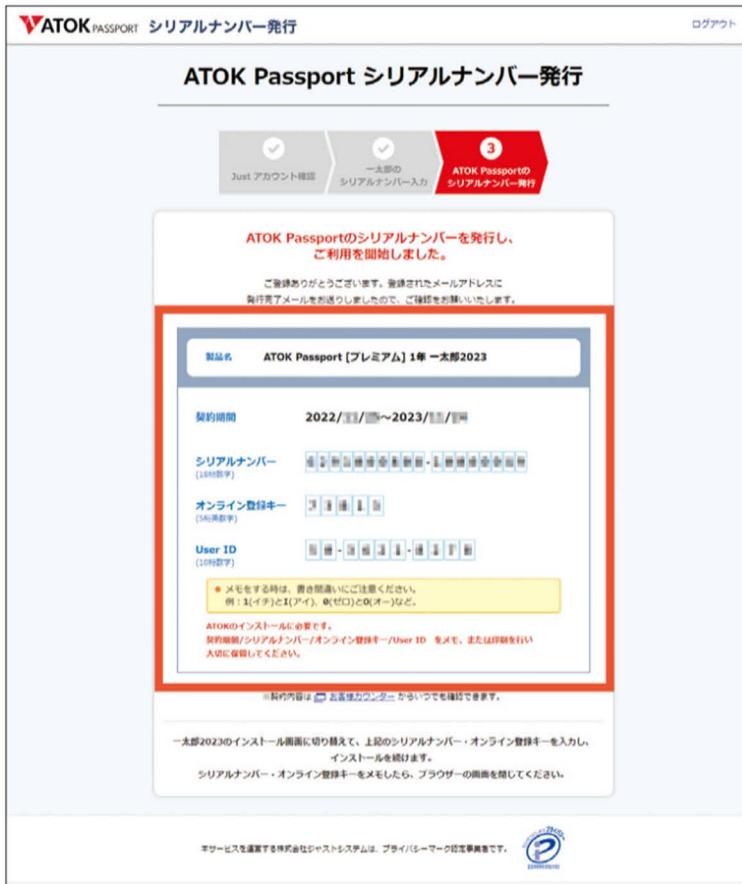 ATOK PASSPORT シリアルナンバー発行
ログアウト
ATOK Passport シリアルナンバー発行
Just アカウント確認
一太郎の
シリアルナンバー入力
3
ATOK Passportの
シリアルナンバー発行
ATOK Passportのシリアルナンバーを発行し、
ご利用を開始しました。
ご登録ありがとうございます。登録されたメールアドレスに
発行完了メールをお送りしましたので、ご確認をお願いいたします。
製品名 ATOK Passport [プレミアム] 1年 一太郎2023
契約期間 2022/ / ～2023/ /
シリアルナンバー
(18桁数字)
オンライン登録キー
(5桁英数字)
User ID
(10桁数字)
● メモをする時は、書き間違いにご注意ください。
例：1(イチ)とI(アイ)、0(ゼロ)とO(オー)など。
ATOKのインストールに必要です。
契約期間/シリアルナンバー/オンライン登録キー/User ID をメモ、または印刷を行い
大切に保管してください。
※契約内容は お客様カウンター からいつでも確認できます。
一太郎2023のインストール画面に切り替えて、上記のシリアルナンバー・オンライン登録キーを入力し、
インストールを続けます。
シリアルナンバー・オンライン登録キーをメモしたら、ブラウザーの画面を閉じてください。
本サービスを運営する株式会社ジャストシステムは、プライバシーマーク認定事業者です。